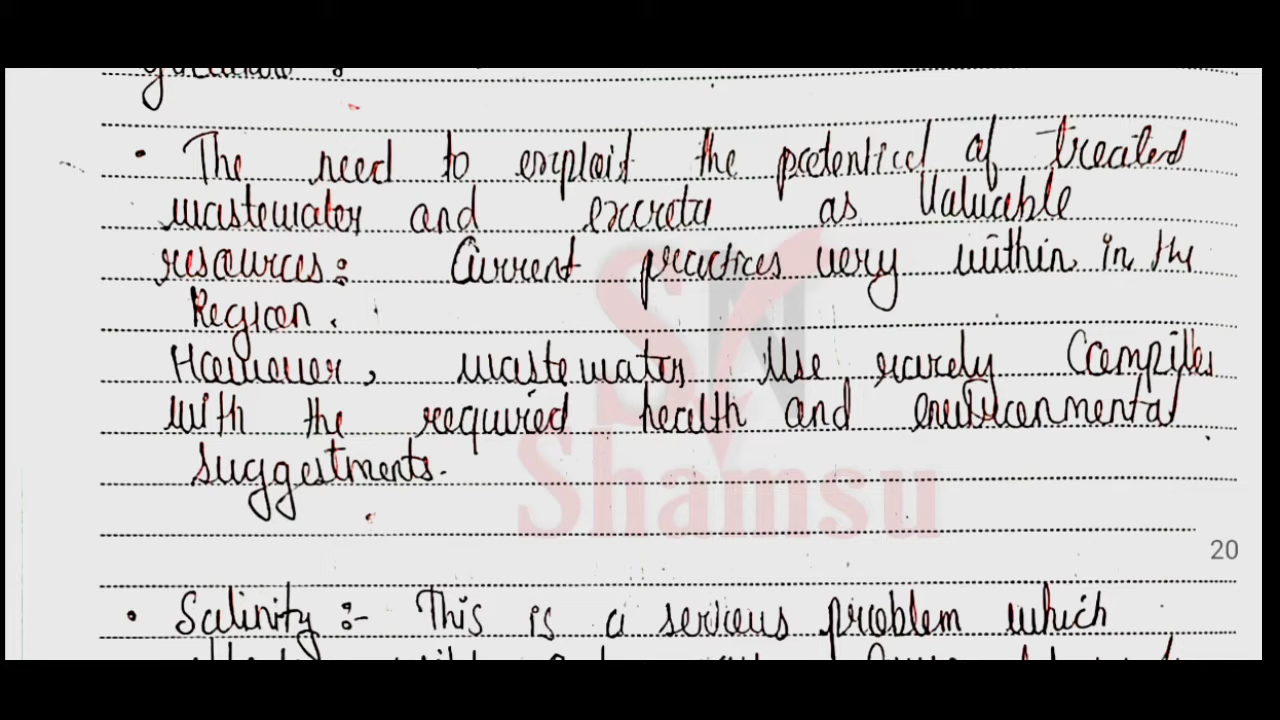 • The need to exploit the potential of treated
wastewater and excreta as Valuable
resources: Current practices very within in the
Region.
However, wastewater use rarely Complies
with the required health and environmental
suggestments.
20
• Salinity :- This is a serious problem which
SN
Shamsu